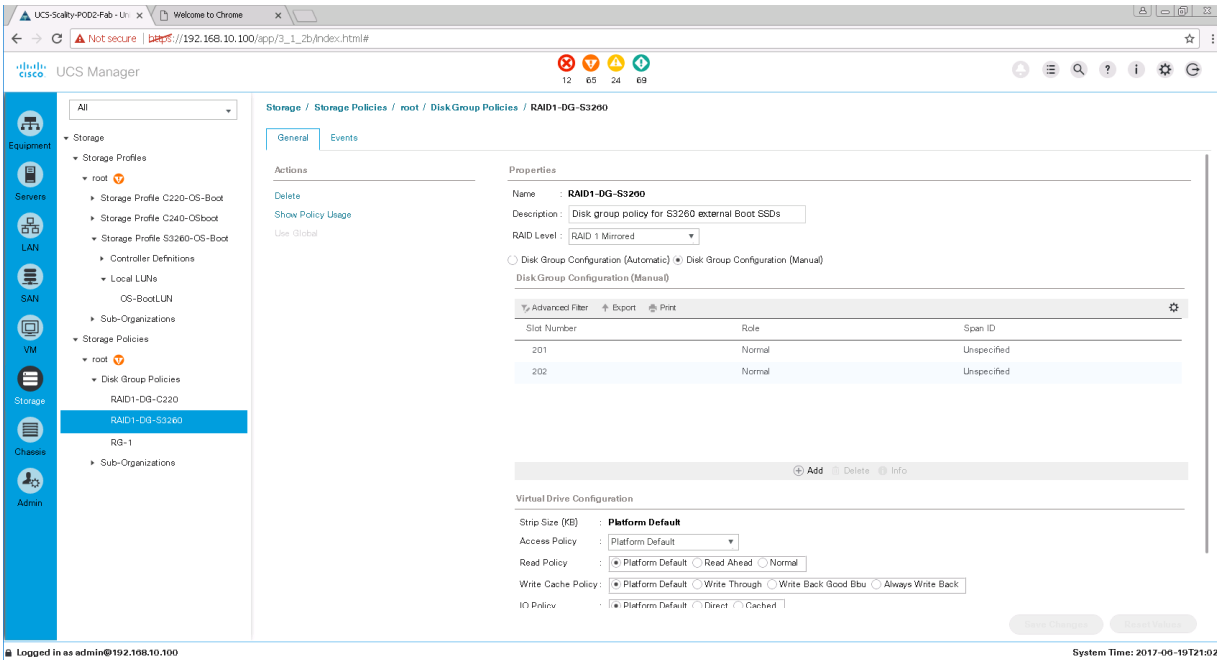 UCS-Scality-POD2-Fab - Un
Welcome to Chrome
Not secure | https://192.168.10.100/app/3_1_2b/index.html#
cisco UCS Manager
12 65 24 69
Equipment
Servers
LAN
SAN
VM
Storage
Chassis
Admin
All
Storage
Storage Profiles
root
Storage Profile C220-OS-Boot
Storage Profile C240-OSboot
Storage Profile S3260-OS-Boot
Controller Definitions
Local LUNs
OS-BootLUN
Sub-Organizations
Storage Policies
root
Disk Group Policies
RAID1-DG-C220
RAID1-DG-S3260
RG-1
Sub-Organizations
Storage / Storage Policies / root / Disk Group Policies / RAID1-DG-S3260
General Events
Actions
Delete
Show Policy Usage
Use Global
Properties
Name : RAID1-DG-S3260
Description : Disk group policy for S3260 external Boot SSDs
RAID Level : RAID 1 Mirrored
Disk Group Configuration (Automatic) Disk Group Configuration (Manual)
Disk Group Configuration (Manual)
Advanced Filter Export Print
Slot Number Role Span ID
201 Normal Unspecified
202 Normal Unspecified
Add Delete Info
Virtual Drive Configuration
Strip Size (KB) : Platform Default
Access Policy : Platform Default
Read Policy : Platform Default Read Ahead Normal
Write Cache Policy : Platform Default Write Through Write Back Good Bbu Always Write Back
IO Policy : Platform Default Direct Cached
Save Changes Reset Values
Logged in as admin@192.168.10.100
System Time: 2017-06-19T21:02